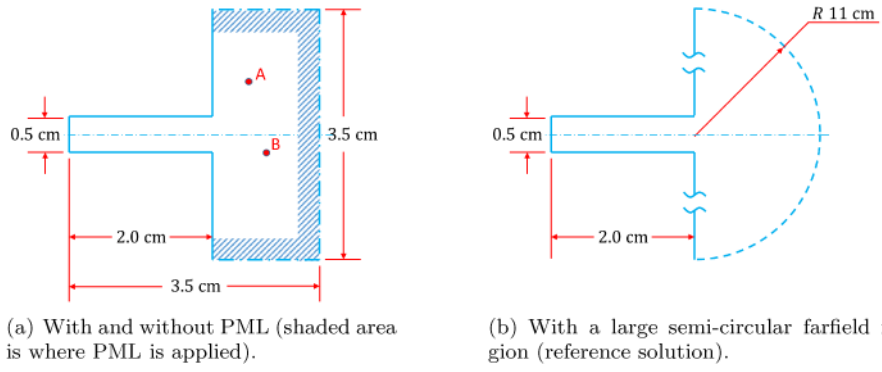 R 11 cm
A
0.5 cm
B
3.5 cm
0.5 cm
2.0 cm
2.0 cm
3.5 cm
(a) With and without PML (shaded area
is where PML is applied).
(b) With a large semi-circular farfield
gion (reference solution).